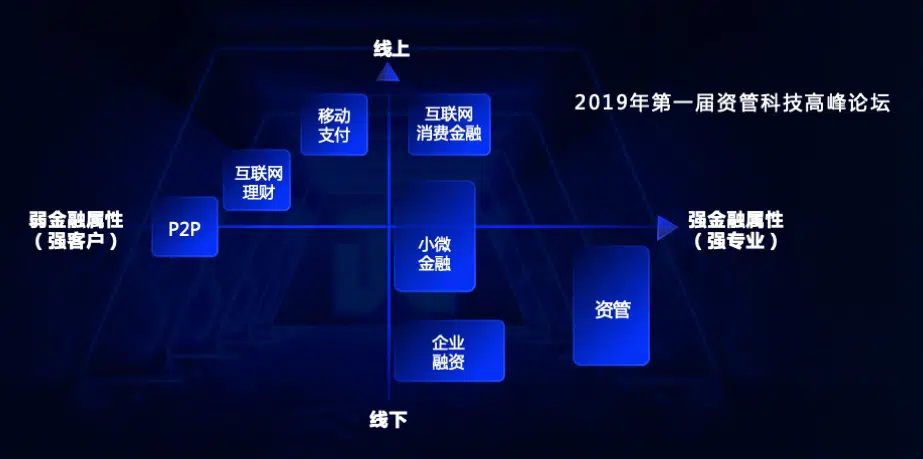 线上
2019年第一届资管科技高峰论坛
移动
支付
互联网
消费金融
互联网
理财
弱金融属性
（强客户）
P2P
小微
金融
强金融属性
（强专业）
资管
企业
融资
线下